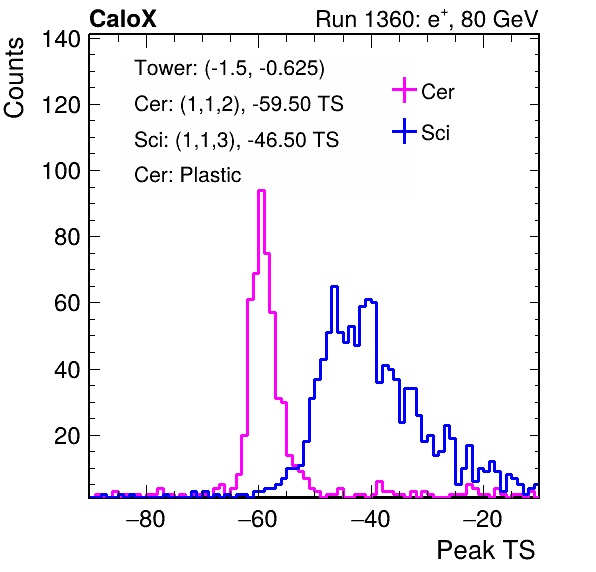 CaloX Run 1360: e⁺, 80 GeV
Counts
140
120
100
80
60
40
20
Tower: (-1.5, -0.625)
Cer: (1,1,2), -59.50 TS
Sci: (1,1,3), -46.50 TS
Cer: Plastic
Cer
Sci
−80 −60 −40 −20
Peak TS